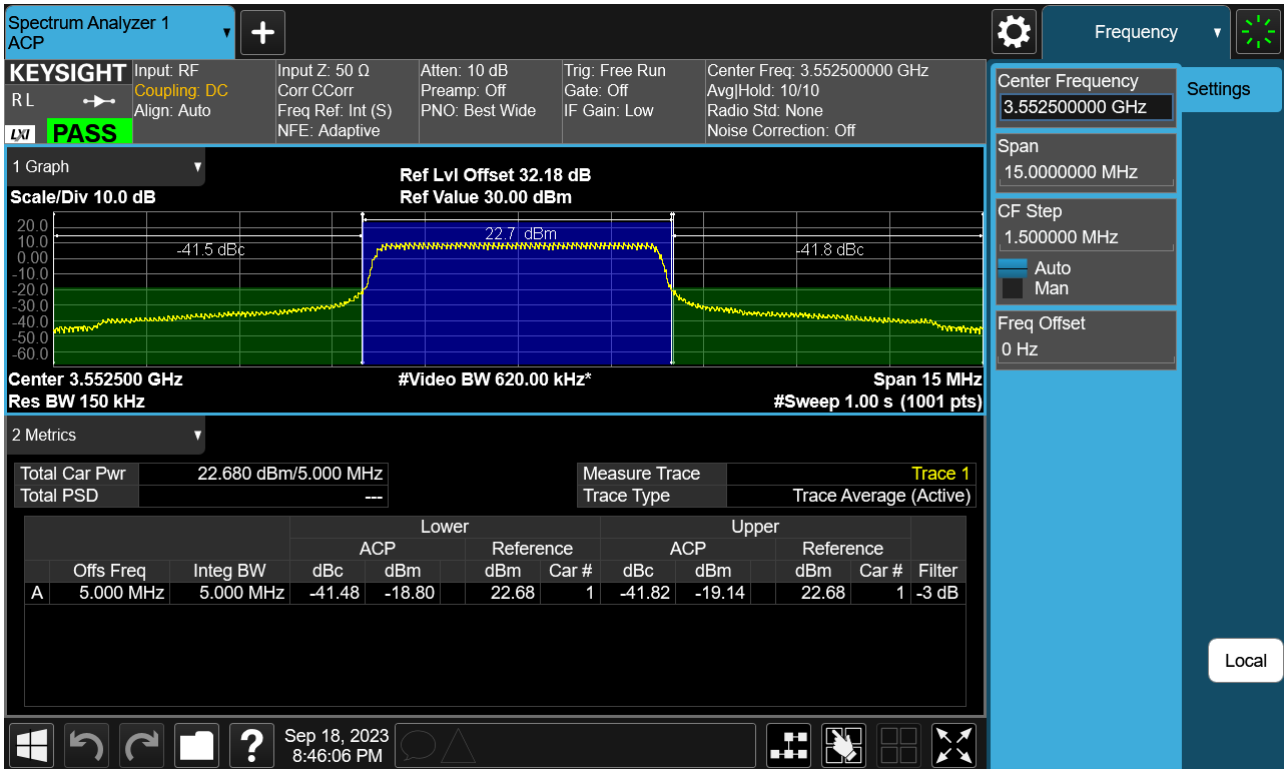 Spectrum Analyzer 1
ACP
Frequency
KEYSIGHT
R L
LXI
PASS
Input: RF
Coupling: DC
Align: Auto
Input Z: 50 Ω
Corr CCorr
Freq Ref: Int (S)
NFE: Adaptive
Atten: 10 dB
Preamp: Off
PNO: Best Wide
Trig: Free Run
Gate: Off
IF Gain: Low
Center Freq: 3.552500000 GHz
Avg|Hold: 10/10
Radio Std: None
Noise Correction: Off
Center Frequency
3.552500000 GHz
Settings
Span
15.0000000 MHz
CF Step
1.500000 MHz
Auto
Man
Freq Offset
0 Hz
Local
1 Graph
Scale/Div 10.0 dB
Ref Lvl Offset 32.18 dB
Ref Value 30.00 dBm
20.0
10.0
0.00
-10.0
-20.0
-30.0
-40.0
-50.0
-60.0
-41.5 dBc
22.7 dBm
-41.8 dBc
Center 3.552500 GHz
#Video BW 620.00 kHz*
Span 15 MHz
Res BW 150 kHz
#Sweep 1.00 s (1001 pts)
2 Metrics
Total Car Pwr 22.680 dBm/5.000 MHz
Total PSD ---
Measure Trace Trace 1
Trace Type Trace Average (Active)
Lower Upper
ACP Reference ACP Reference
Offs Freq Integ BW dBc dBm dBm Car # dBc dBm dBm Car # Filter
A 5.000 MHz 5.000 MHz -41.48 -18.80 22.68 1 -41.82 -19.14 22.68 1 -3 dB
Sep 18, 2023
8:46:06 PM